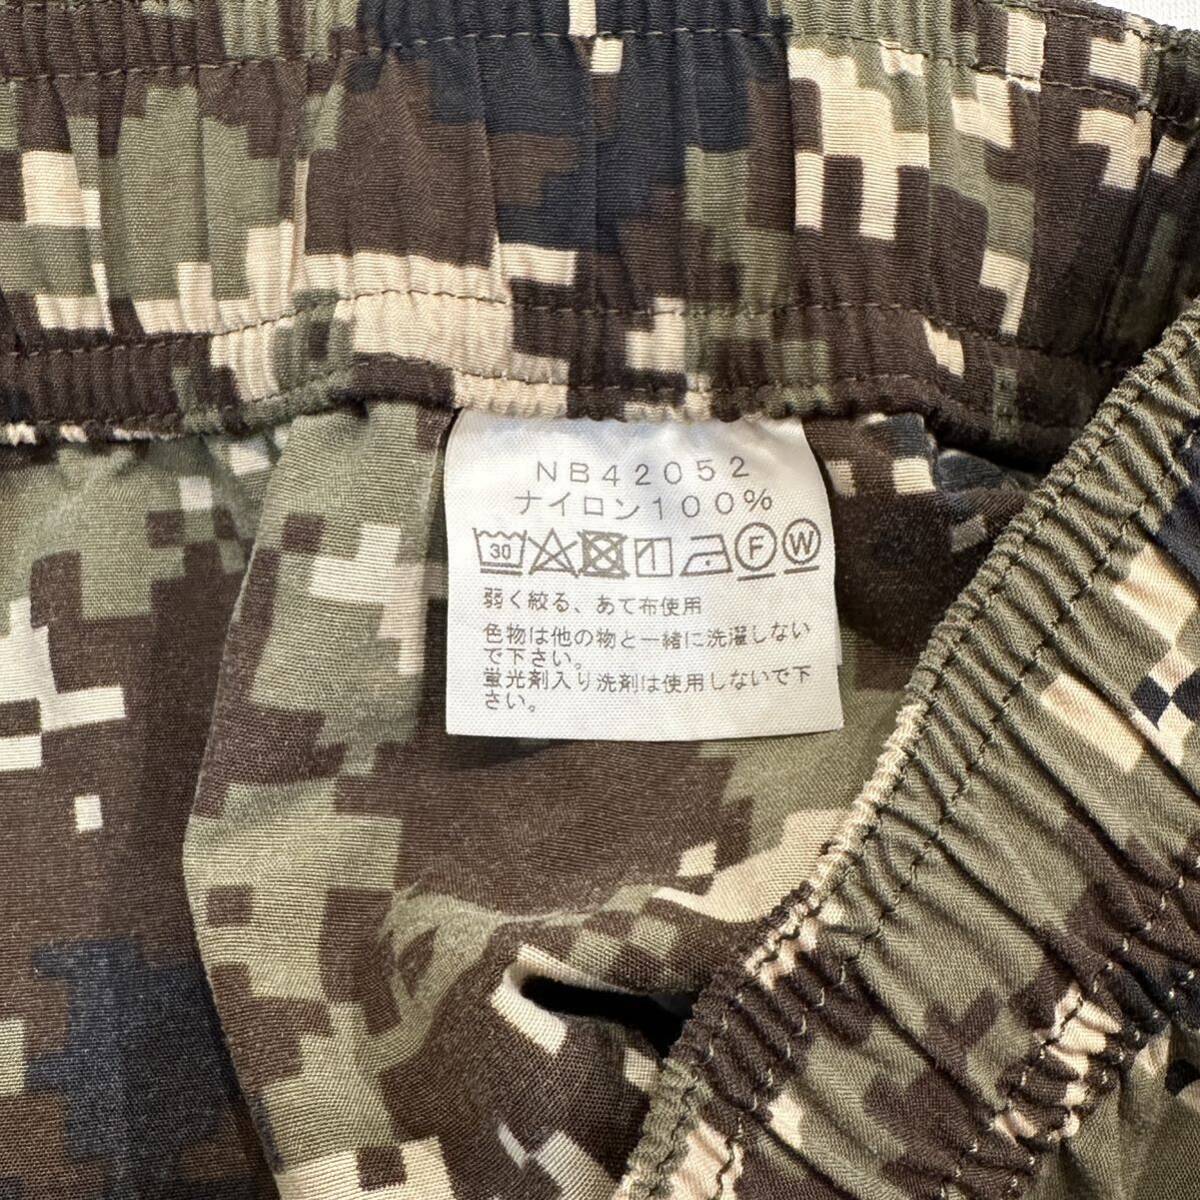 NB42052
ナイロン100%
30 F W
弱く絞る、あて布使用
色物は他の物と一緒に洗濯しない
で下さい。
蛍光剤入り洗剤は使用しないで下
さい。